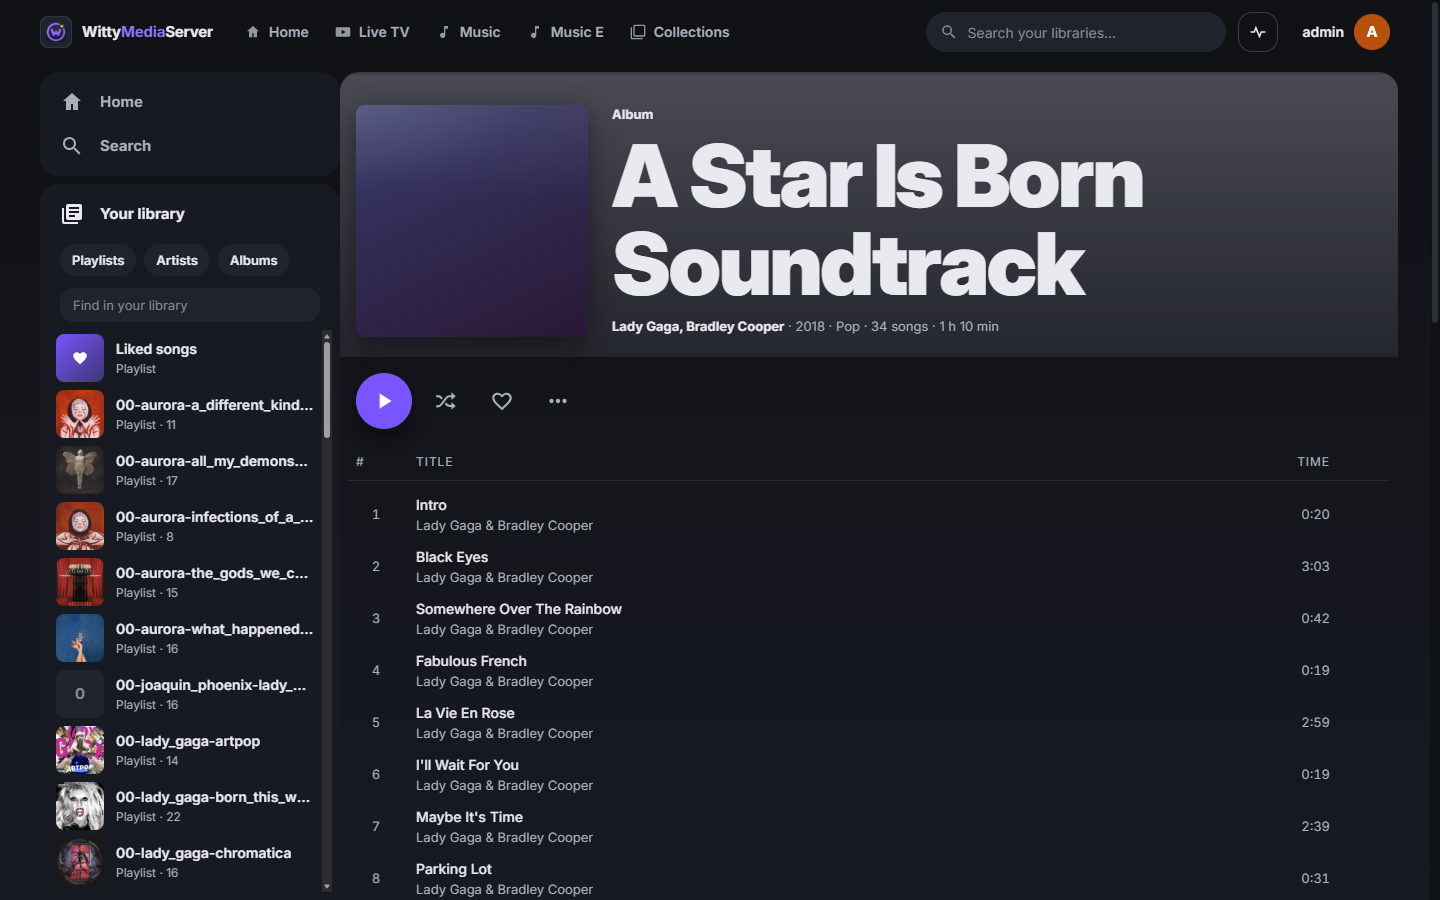 WittyMediaServer
Home
Live TV
Music
Music E
Collections
Search your libraries...
admin
A
Home
Search
Your library
Playlists
Artists
Albums
Find in your library
Liked songs
Playlist
00-aurora-a_different_kind...
Playlist · 11
00-aurora-all_my_demons...
Playlist · 17
00-aurora-infections_of_a_...
Playlist · 8
00-aurora-the_gods_we_c...
Playlist · 15
00-aurora-what_happened...
Playlist · 16
0
00-joaquin_phoenix-lady_...
Playlist · 16
00-lady_gaga-artpop
Playlist · 14
00-lady_gaga-born_this_w...
Playlist · 22
00-lady_gaga-chromatica
Playlist · 16
Album
A Star Is Born
Soundtrack
Lady Gaga, Bradley Cooper · 2018 · Pop · 34 songs · 1 h 10 min
# TITLE TIME
1 Intro 0:20
Lady Gaga & Bradley Cooper
2 Black Eyes 3:03
Lady Gaga & Bradley Cooper
3 Somewhere Over The Rainbow 0:42
Lady Gaga & Bradley Cooper
4 Fabulous French 0:19
Lady Gaga & Bradley Cooper
5 La Vie En Rose 2:59
Lady Gaga & Bradley Cooper
6 I'll Wait For You 0:19
Lady Gaga & Bradley Cooper
7 Maybe It's Time 2:39
Lady Gaga & Bradley Cooper
8 Parking Lot 0:31
Lady Gaga & Bradley Cooper